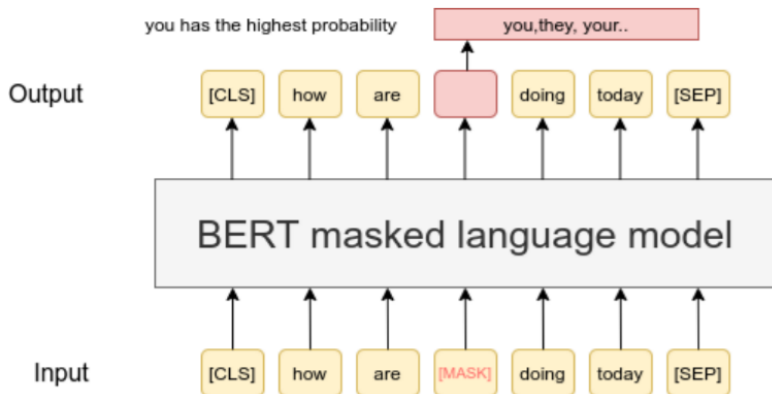 you has the highest probability
you,they, your..
Output
[CLS] how are doing today [SEP]
BERT masked language model
Input
[CLS] how are [MASK] doing today [SEP]